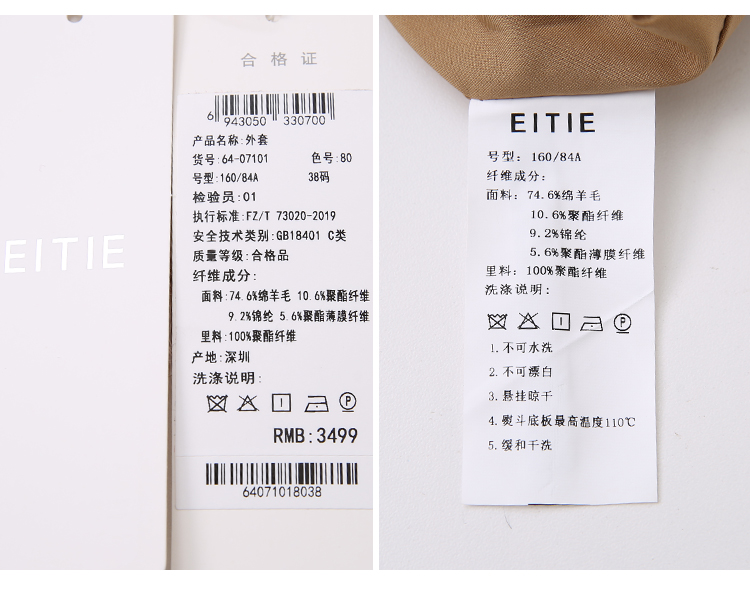 EITIE
合格证
6 943050 330700
产品名称:外套
货号:64-07101 色号:80
号型:160/84A 38码
检验员:01
执行标准:FZ/T 73020-2019
安全技术类别:GB18401 C类
质量等级:合格品
纤维成分:
面料:74.6%绵羊毛 10.6%聚酯纤维
9.2%锦纶 5.6%聚酯薄膜纤维
里料:100%聚酯纤维
产地:深圳
洗涤说明:
P
RMB:3499
64071018038
EITIE
号型: 160/84A
纤维成分:
面料: 74.6%绵羊毛
10.6%聚酯纤维
9.2%锦纶
5.6%聚酯薄膜纤维
里料: 100%聚酯纤维
洗涤说明:
P
1.不可水洗
2.不可漂白
3.悬挂晾干
4.熨斗底板最高温度110℃
5.缓和干洗